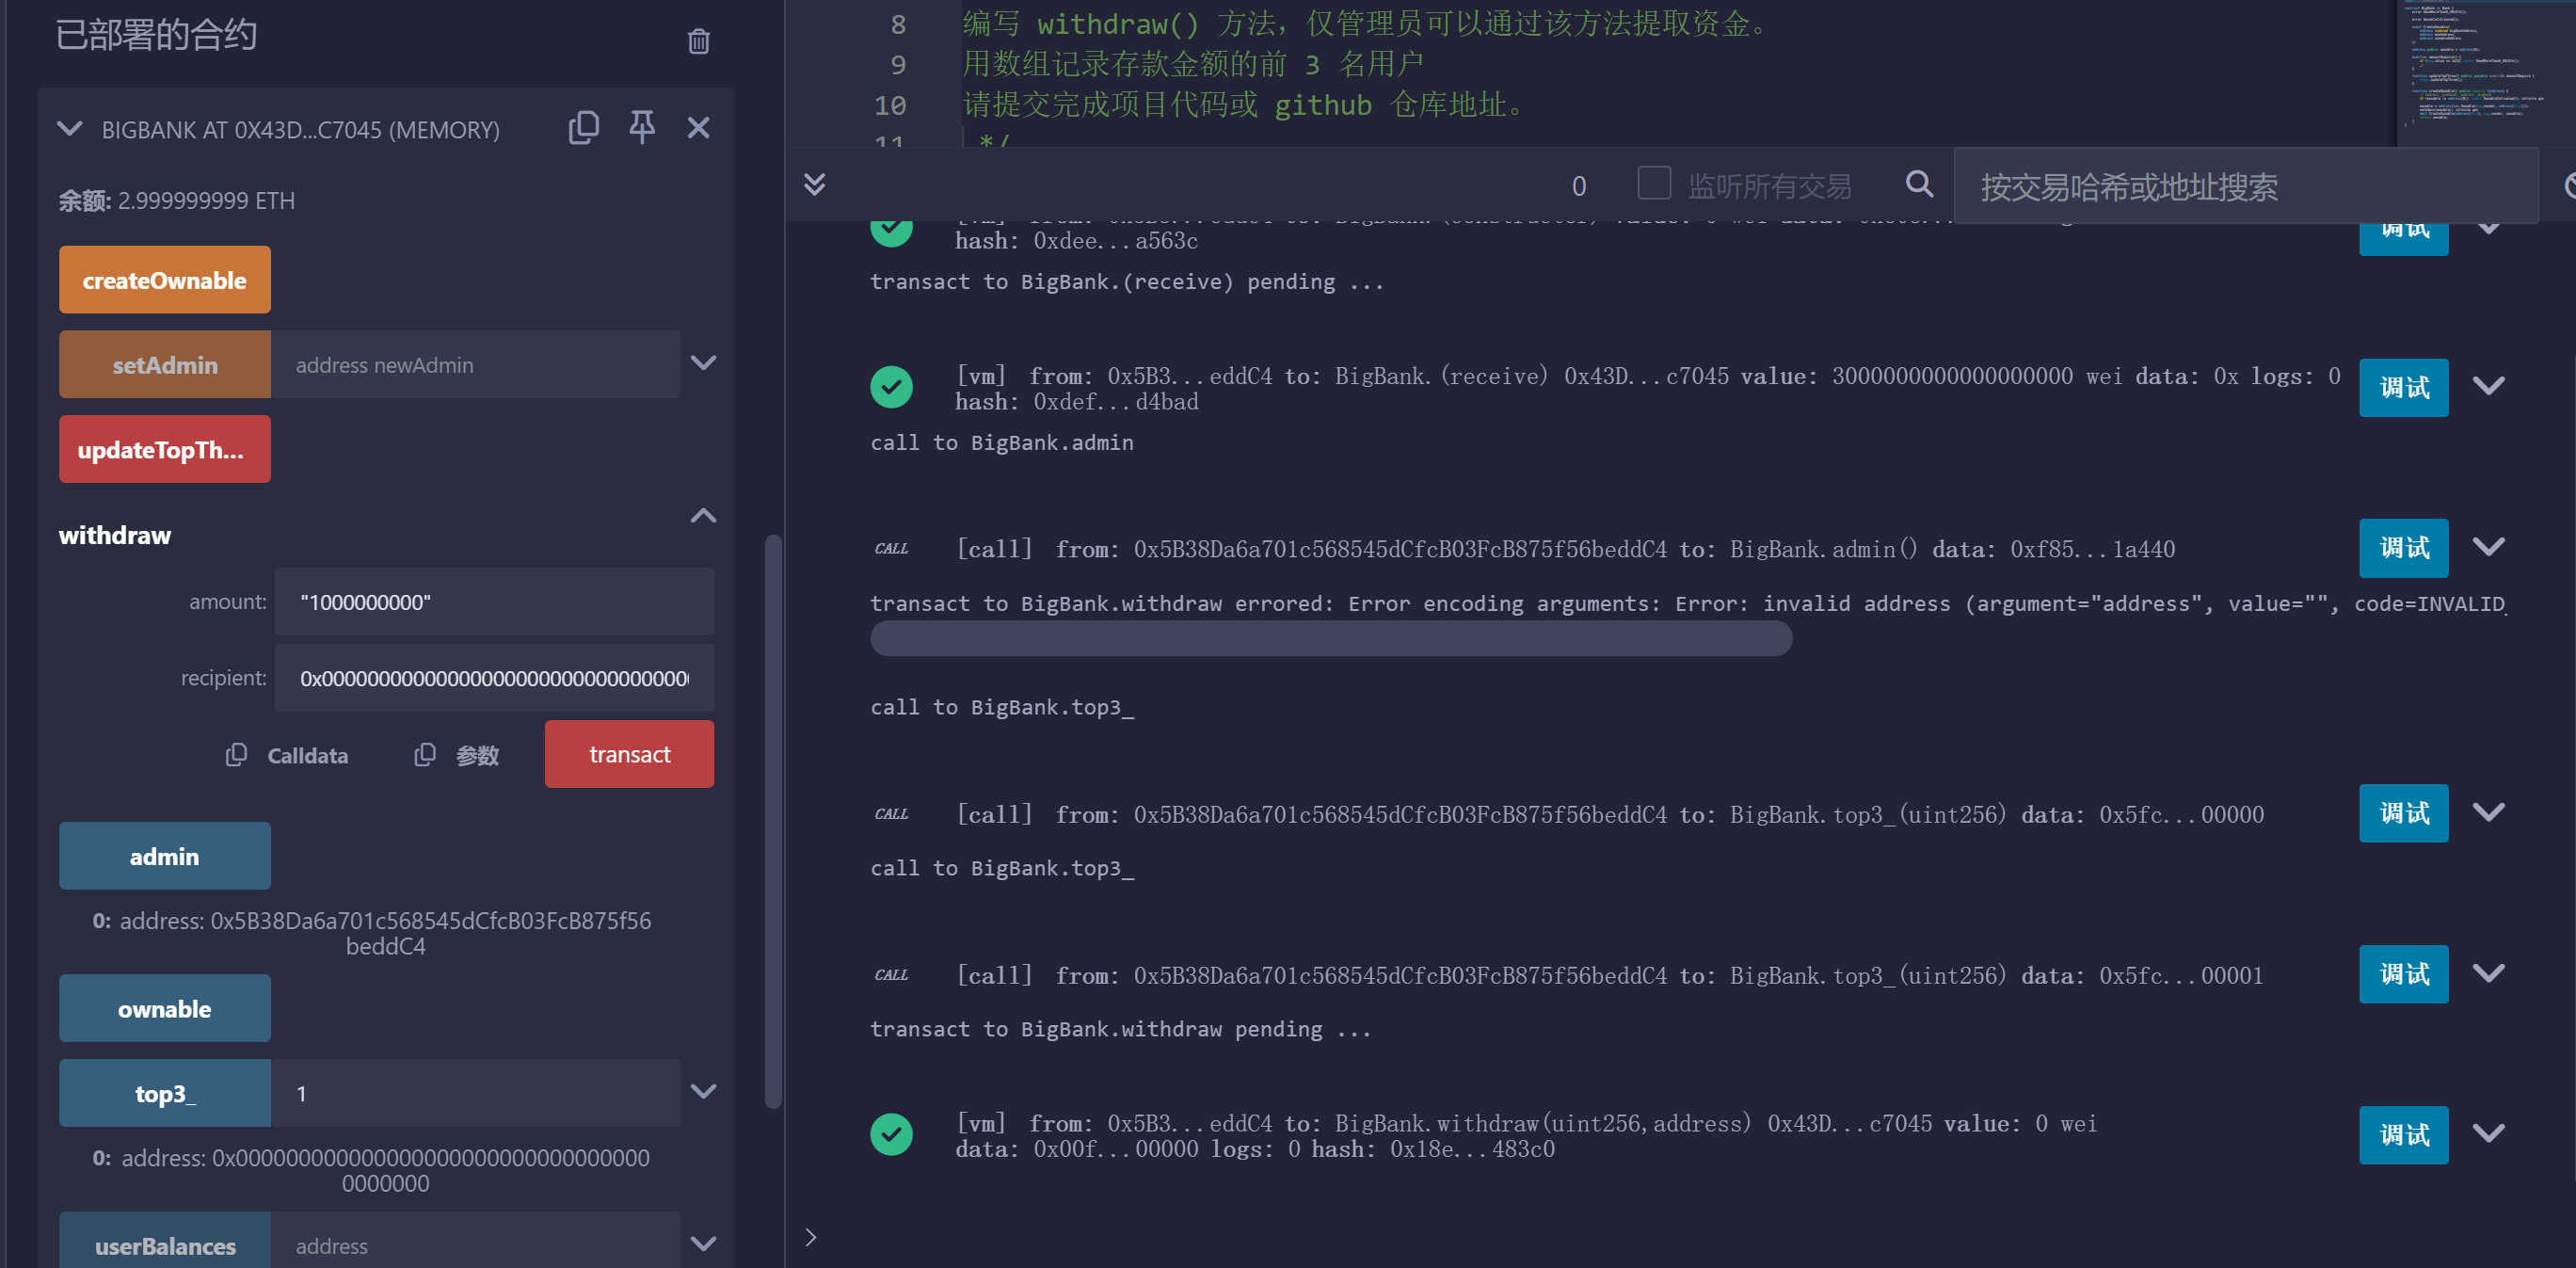 已部署的合约
BIGBANK AT 0X43D...C7045 (MEMORY)
余额: 2.999999999 ETH
createOwnable
setAdmin address newAdmin
updateTopTh...
withdraw
amount: "1000000000"
recipient:
Calldata 参数 transact
admin
0: address: 0x5B38Da6a701c568545dCfcB03FcB875f56
beddC4
ownable
top3_ 1
0: address: 0x000000000000000000000000000000000
0000000
userBalances address
8 编写 withdraw() 方法，仅管理员可以通过该方法提取资金。
9 用数组记录存款金额的前 3 名用户
10 请提交完成项目代码或 github 仓库地址。
11 */
0 监听所有交易 按交易哈希或地址搜索
hash: 0xdee...a563c 调试
transact to BigBank.(receive) pending ...
[vm] from: 0x5B3...eddC4 to: BigBank.(receive) 0x43D...c7045 value: 3000000000000000000 wei data: 0x logs: 0 调试
hash: 0xdef...d4bad
call to BigBank.admin
CALL [call] from: 0x5B38Da6a701c568545dCfcB03FcB875f56beddC4 to: BigBank.admin() data: 0xf85...1a440 调试
transact to BigBank.withdraw errored: Error encoding arguments: Error: invalid address (argument="address", value="", code=INVALID_
call to BigBank.top3_
CALL [call] from: 0x5B38Da6a701c568545dCfcB03FcB875f56beddC4 to: BigBank.top3_(uint256) data: 0x5fc...00000 调试
call to BigBank.top3_
CALL [call] from: 0x5B38Da6a701c568545dCfcB03FcB875f56beddC4 to: BigBank.top3_(uint256) data: 0x5fc...00001 调试
transact to BigBank.withdraw pending ...
[vm] from: 0x5B3...eddC4 to: BigBank.withdraw(uint256,address) 0x43D...c7045 value: 0 wei 调试
data: 0x00f...00000 logs: 0 hash: 0x18e...483c0
>